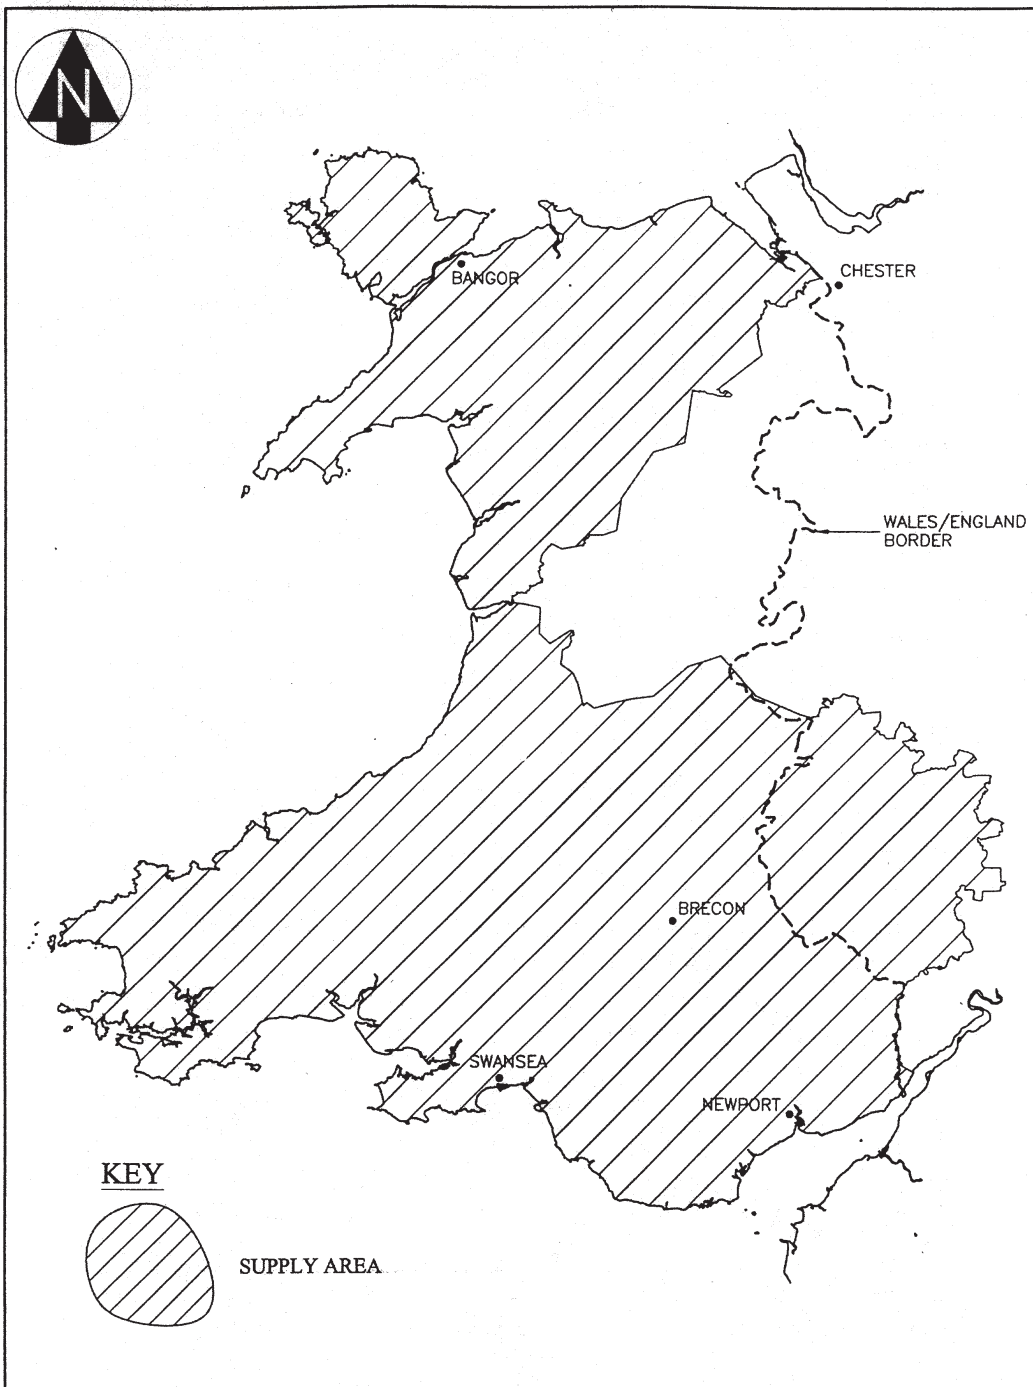 N
BANGOR
CHESTER
WALES/ENGLAND
BORDER
BRECON
SWANSEA
NEWPORT
KEY
SUPPLY AREA